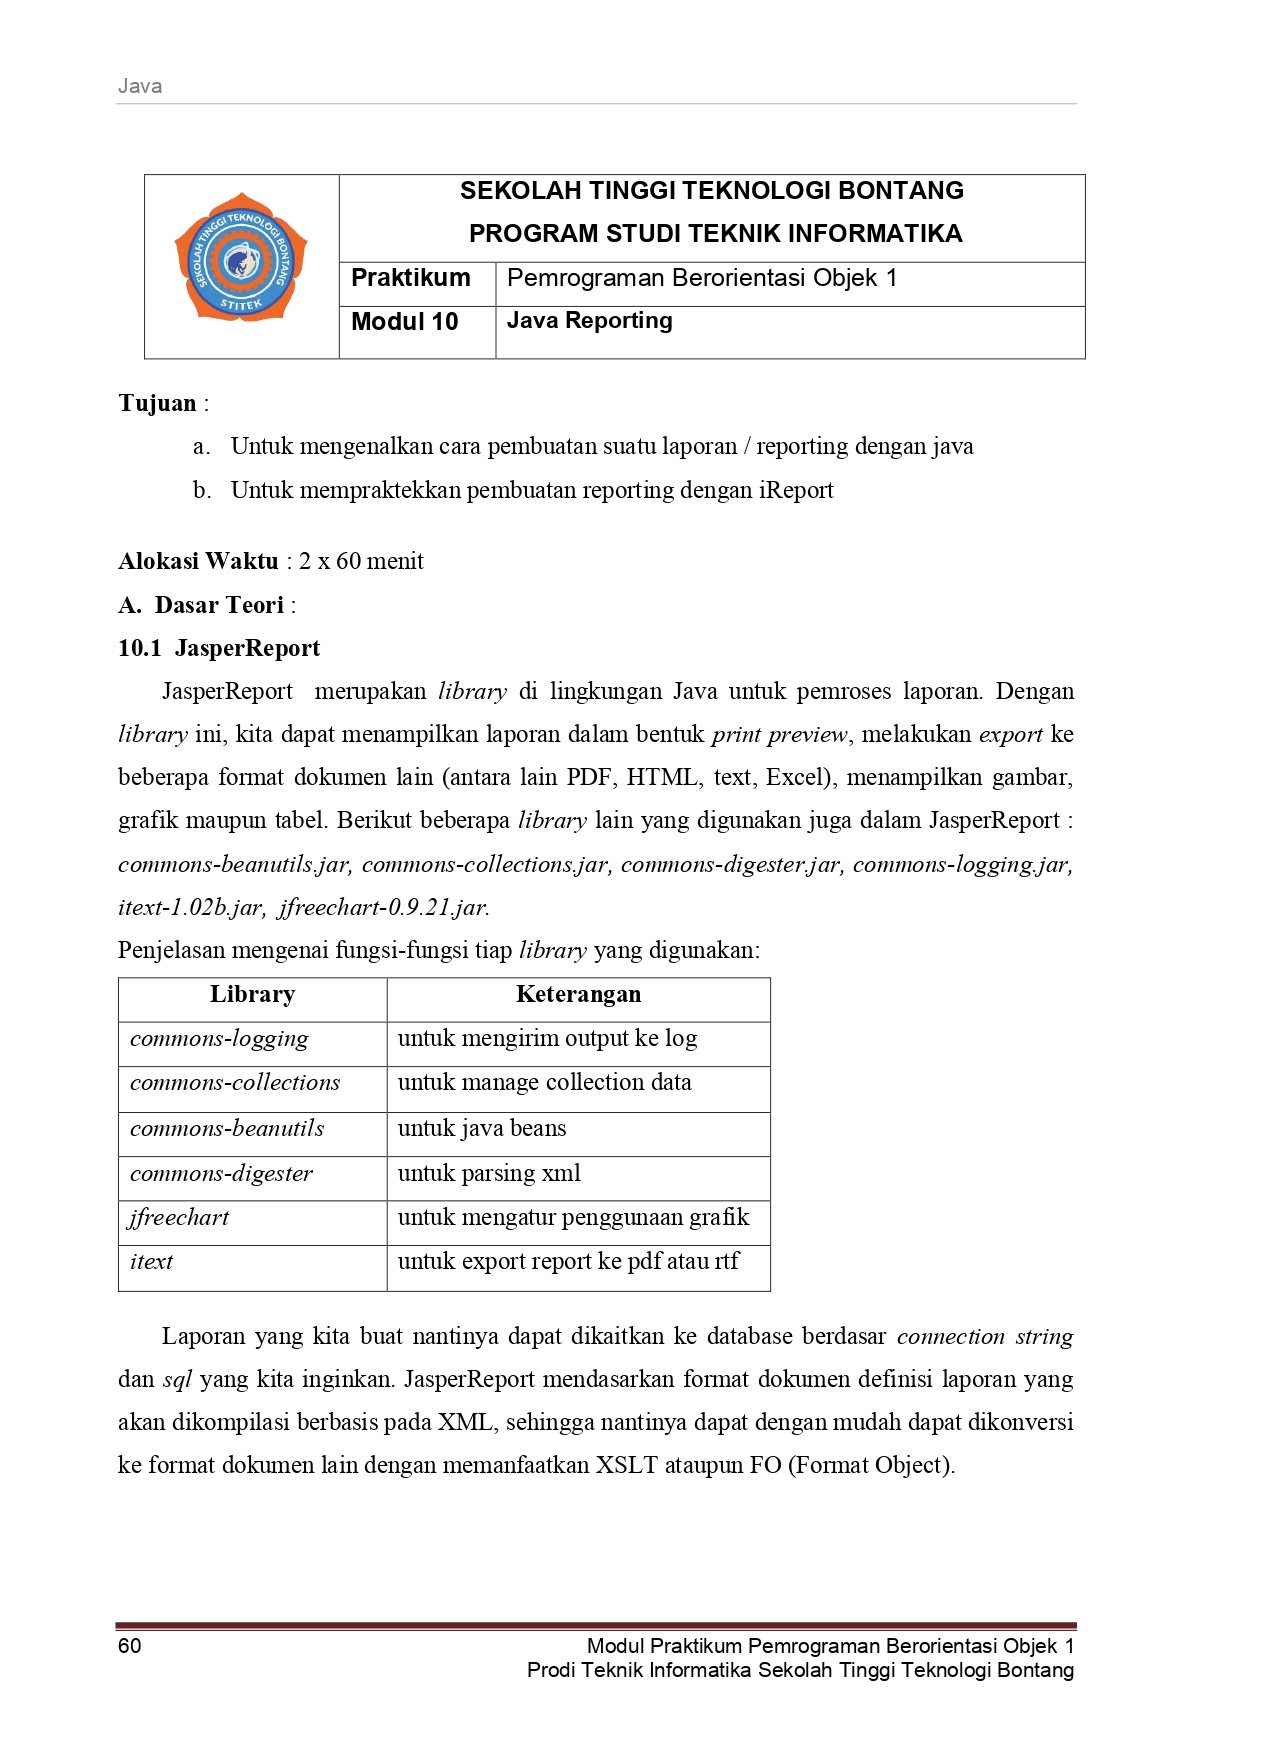 Java
SEKOLAH TINGGI TEKNOLOGI BONTANG
PROGRAM STUDI TEKNIK INFORMATIKA
SEKOLAH TINGGI TEKNOLOGI BONTANG
STITEK
Praktikum Pemrograman Berorientasi Objek 1
Modul 10 Java Reporting
Tujuan :
a. Untuk mengenalkan cara pembuatan suatu laporan / reporting dengan java
b. Untuk mempraktekkan pembuatan reporting dengan iReport
Alokasi Waktu : 2 x 60 menit
A. Dasar Teori :
10.1 JasperReport
JasperReport merupakan library di lingkungan Java untuk pemroses laporan. Dengan
library ini, kita dapat menampilkan laporan dalam bentuk print preview, melakukan export ke
beberapa format dokumen lain (antara lain PDF, HTML, text, Excel), menampilkan gambar,
grafik maupun tabel. Berikut beberapa library lain yang digunakan juga dalam JasperReport :
commons-beanutils.jar, commons-collections.jar, commons-digester.jar, commons-logging.jar,
itext-1.02b.jar, jfreechart-0.9.21.jar.
Penjelasan mengenai fungsi-fungsi tiap library yang digunakan:
Library Keterangan
commons-logging untuk mengirim output ke log
commons-collections untuk manage collection data
commons-beanutils untuk java beans
commons-digester untuk parsing xml
jfreechart untuk mengatur penggunaan grafik
itext untuk export report ke pdf atau rtf
Laporan yang kita buat nantinya dapat dikaitkan ke database berdasar connection string
dan sql yang kita inginkan. JasperReport mendasarkan format dokumen definisi laporan yang
akan dikompilasi berbasis pada XML, sehingga nantinya dapat dengan mudah dapat dikonversi
ke format dokumen lain dengan memanfaatkan XSLT ataupun FO (Format Object).
60 Modul Praktikum Pemrograman Berorientasi Objek 1
Prodi Teknik Informatika Sekolah Tinggi Teknologi Bontang